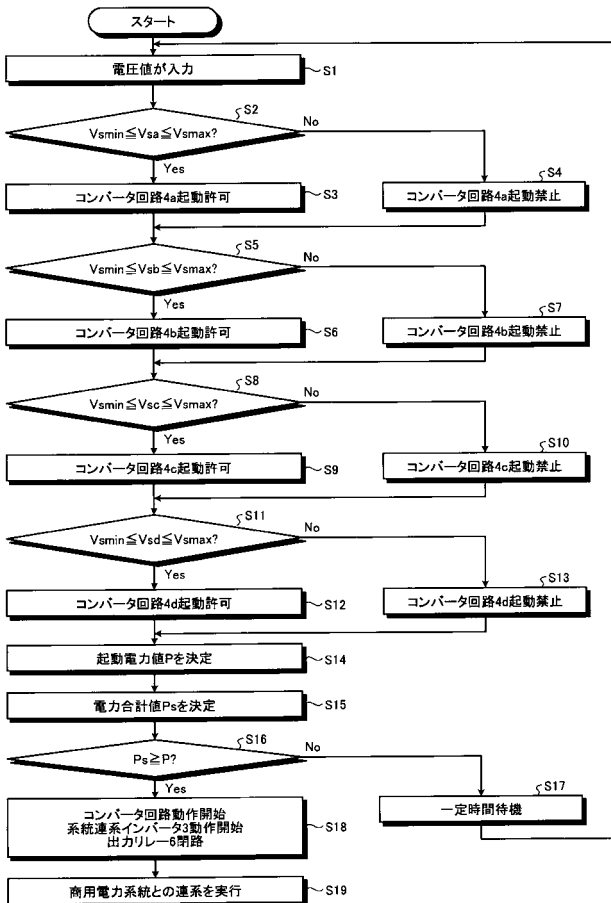 スタート
電圧値が入力
S1
S2
Vsmin≦Vsa≦Vsmax?
No
Yes
コンバータ回路4a起動許可
S3
S4
コンバータ回路4a起動禁止
S5
Vsmin≦Vsb≦Vsmax?
No
Yes
コンバータ回路4b起動許可
S6
S7
コンバータ回路4b起動禁止
S8
Vsmin≦Vsc≦Vsmax?
No
Yes
コンバータ回路4c起動許可
S9
S10
コンバータ回路4c起動禁止
S11
Vsmin≦Vsd≦Vsmax?
No
Yes
コンバータ回路4d起動許可
S12
S13
コンバータ回路4d起動禁止
起動電力値Pを決定
S14
電力合計値Psを決定
S15
S16
Ps≧P?
No
Yes
S17
一定時間待機
コンバータ回路動作開始
系統連系インバータ3動作開始
出力リレー6閉路
S18
商用電力系統との連系を実行
S19